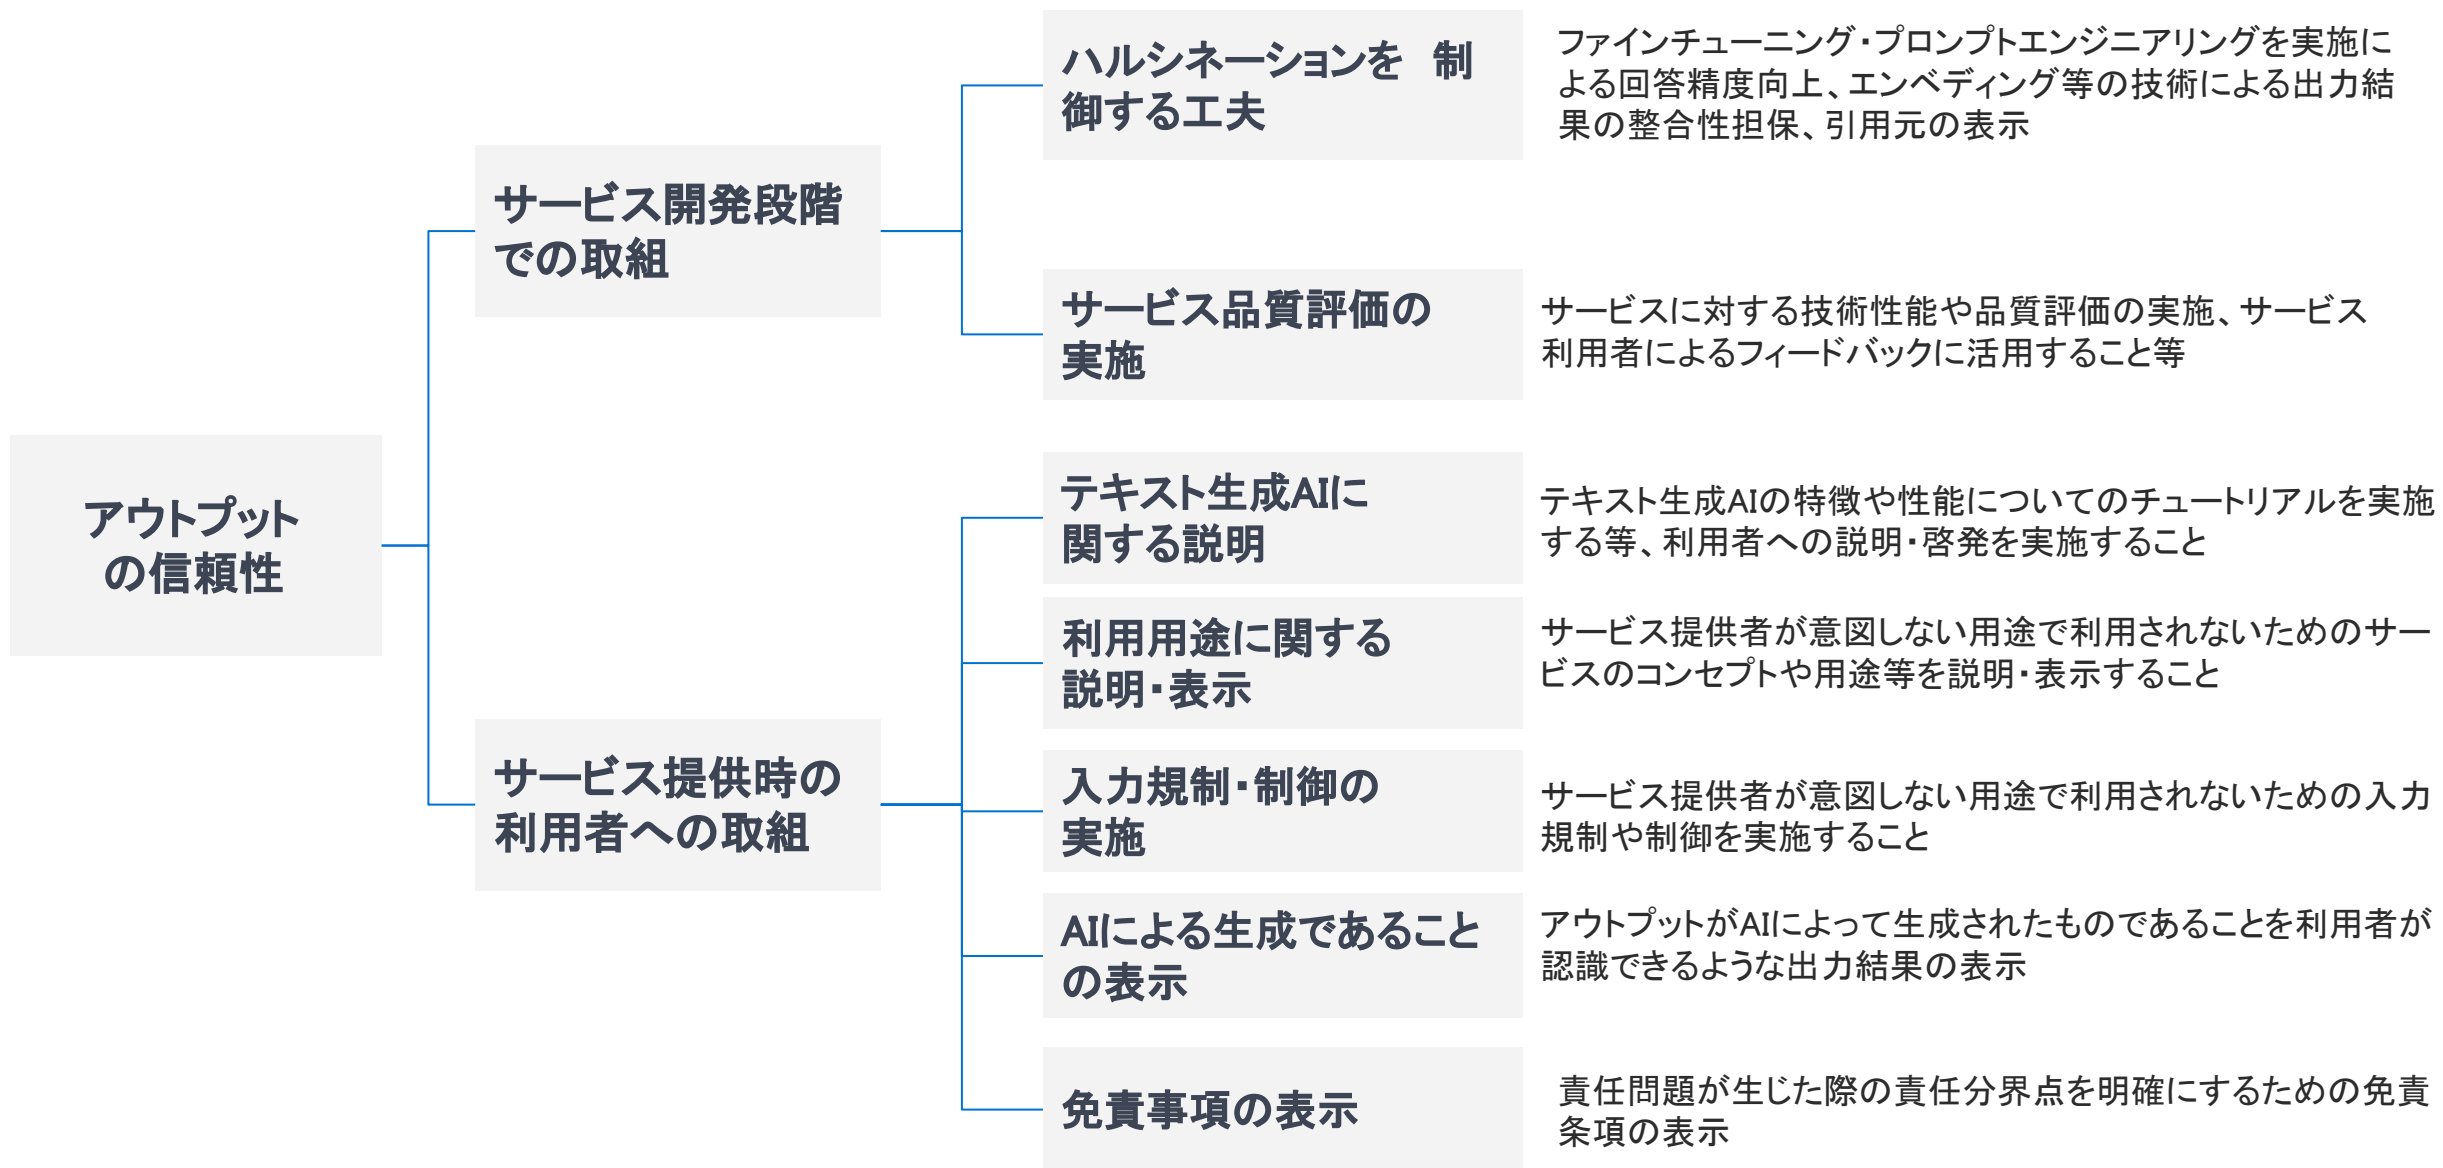 アウトプット
の信頼性
サービス開発段階
での取組
ハルシネーションを　制
御する工夫
ファインチューニング・プロンプトエンジニアリングを実施に
よる回答精度向上、エンベディング等の技術による出力結
果の整合性担保、引用元の表示
サービス品質評価の
実施
サービスに対する技術性能や品質評価の実施、サービス
利用者によるフィードバックに活用すること等
サービス提供時の
利用者への取組
テキスト生成AIに
関する説明
テキスト生成AIの特徴や性能についてのチュートリアルを実施
する等、利用者への説明・啓発を実施すること
利用用途に関する
説明・表示
サービス提供者が意図しない用途で利用されないためのサー
ビスのコンセプトや用途等を説明・表示すること
入力規制・制御の
実施
サービス提供者が意図しない用途で利用されないための入力
規制や制御を実施すること
AIによる生成であること
の表示
アウトプットがAIによって生成されたものであることを利用者が
認識できるような出力結果の表示
免責事項の表示
責任問題が生じた際の責任分界点を明確にするための免責
条項の表示